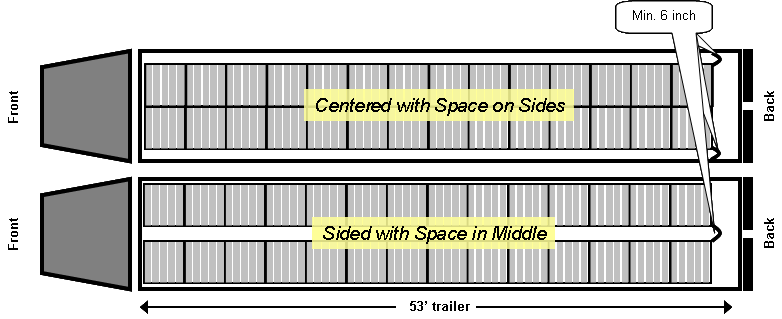 Min. 6 inch
Front
Centered with Space on Sides
Back
Front
Sided with Space in Middle
Back
53' trailer